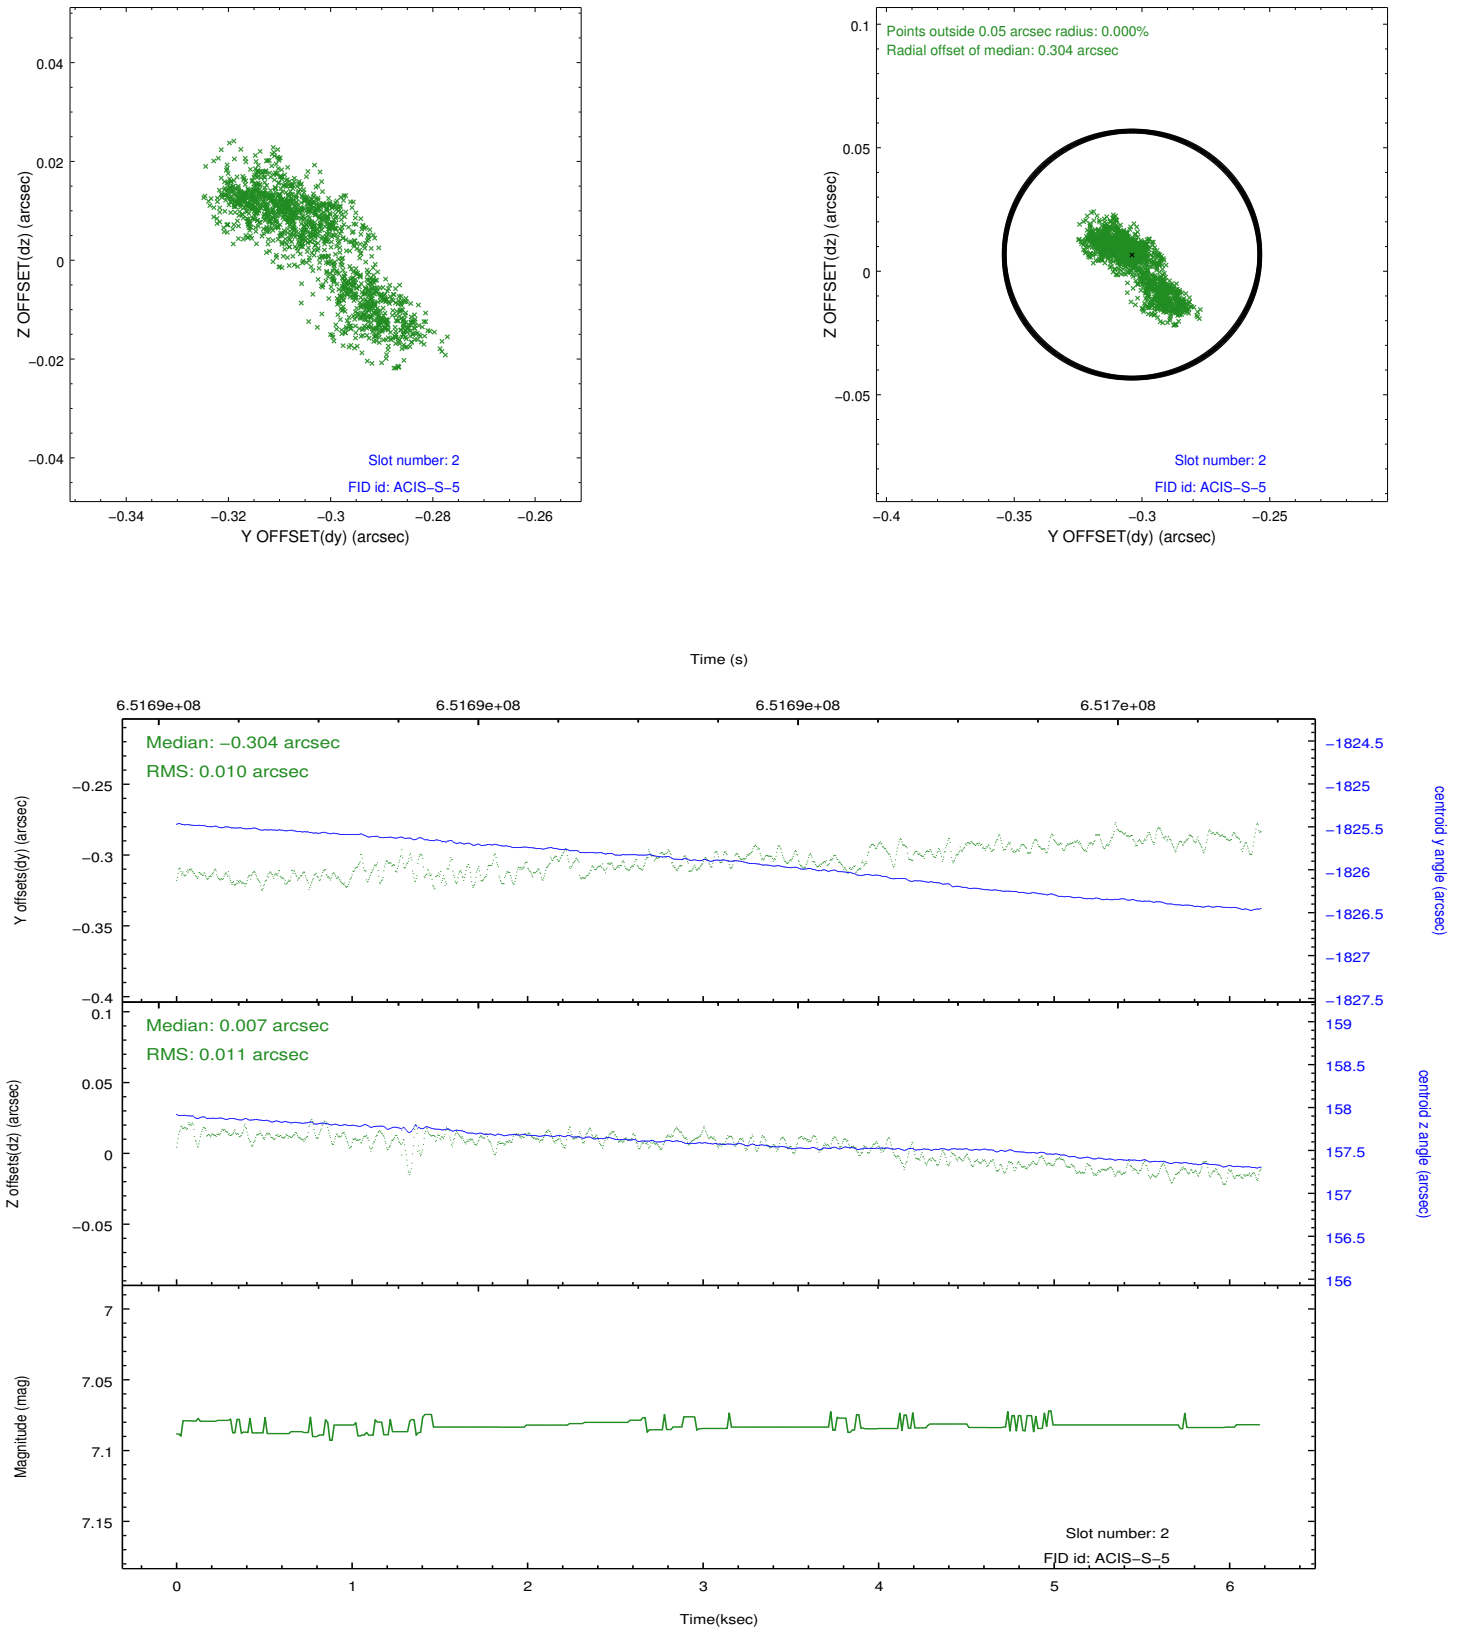 0.04
0.02
0
−0.02
−0.04
Z OFFSET(dz) (arcsec)
Slot number: 2
FID id: ACIS−S−5
−0.34
−0.32
−0.3
−0.28
−0.26
Y OFFSET(dy) (arcsec)
Points outside 0.05 arcsec radius: 0.000%
Radial offset of median: 0.304 arcsec
0.1
0.05
0
−0.05
Z OFFSET(dz) (arcsec)
Slot number: 2
FID id: ACIS−S−5
−0.4
−0.35
−0.3
−0.25
Y OFFSET(dy) (arcsec)
Time (s)
6.5169e+08
6.5169e+08
6.5169e+08
6.517e+08
Median: −0.304 arcsec
RMS: 0.010 arcsec
−0.25
−0.3
−0.35
−0.4
Y offsets(dy) (arcsec)
−1824.5
−1825
−1825.5
−1826
−1826.5
−1827
−1827.5
centroid y angle (arcsec)
Median: 0.007 arcsec
RMS: 0.011 arcsec
0.1
0.05
0
−0.05
Z offsets(dz) (arcsec)
159
158.5
158
157.5
157
156.5
156
centroid z angle (arcsec)
7
7.05
7.1
7.15
Magnitude (mag)
Slot number: 2
FID id: ACIS−S−5
0
1
2
3
4
5
6
Time(ksec)